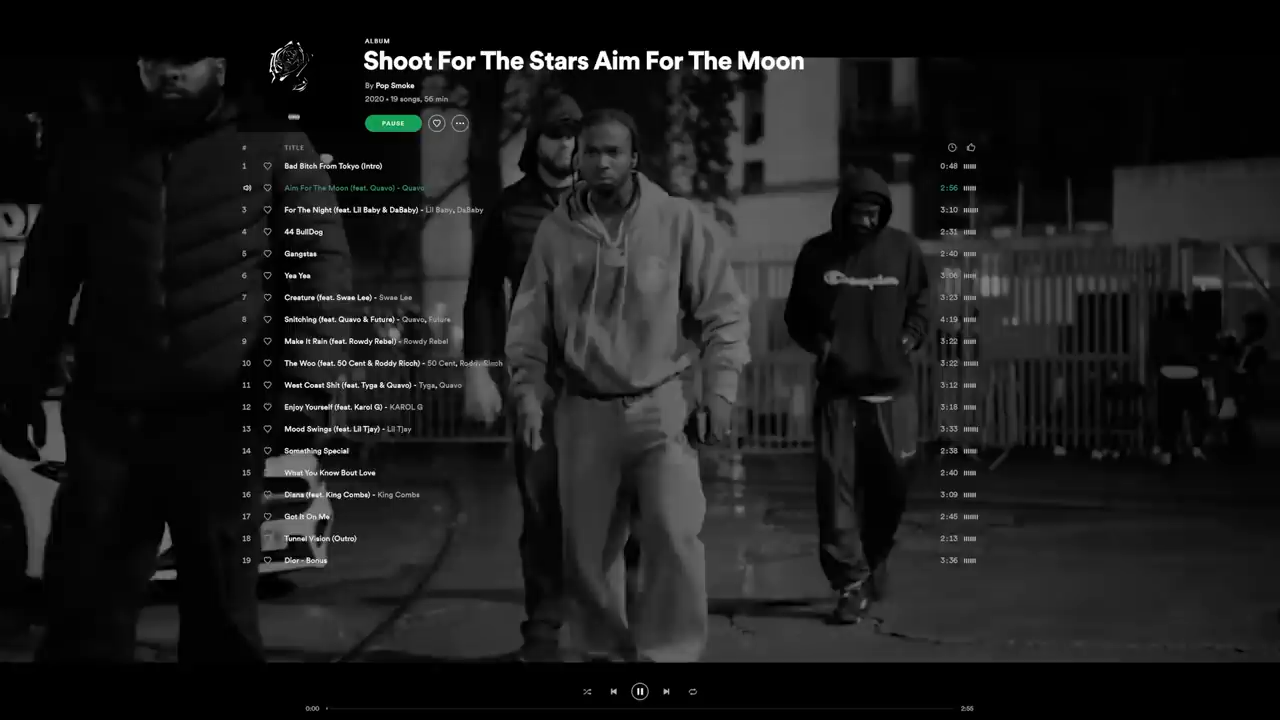 ALBUM
Shoot For The Stars Aim For The Moon
By Pop Smoke
2020 • 19 songs, 56 min
PAUSE
# TITLE
1 Bad Bitch From Tokyo (Intro) 0:48
Aim For The Moon (feat. Quavo) - Quavo 2:56
3 For The Night (feat. Lil Baby & DaBaby) - Lil Baby, DaBaby 3:10
4 44 BullDog 2:31
5 Gangstas 2:40
6 Yea Yea 3:06
7 Creature (feat. Swae Lee) - Swae Lee 3:23
8 Snitching (feat. Quavo & Future) - Quavo, Future 4:19
9 Make It Rain (feat. Rowdy Rebel) - Rowdy Rebel 3:22
10 The Woo (feat. 50 Cent & Roddy Ricch) - 50 Cent, Roddy Ricch 3:22
11 West Coast Shit (feat. Tyga & Quavo) - Tyga, Quavo 3:12
12 Enjoy Yourself (feat. Karol G) - KAROL G 3:18
13 Mood Swings (feat. Lil Tjay) - Lil Tjay 3:33
14 Something Special 2:38
15 What You Know Bout Love 2:40
16 Diana (feat. King Combs) - King Combs 3:09
17 Got It On Me 2:45
18 Tunnel Vision (Outro) 2:13
19 Dior - Bonus 3:36
Champion
0:00 2:55